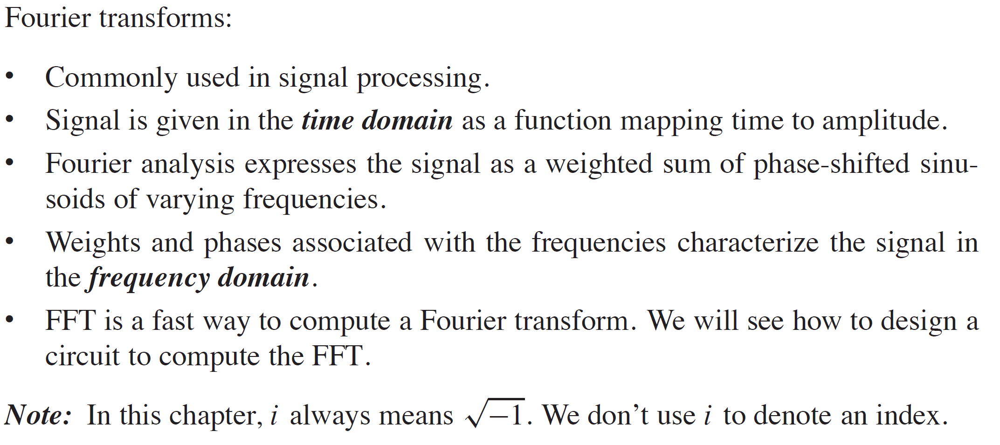 Fourier transforms:
• Commonly used in signal processing.
• Signal is given in the time domain as a function mapping time to amplitude.
• Fourier analysis expresses the signal as a weighted sum of phase-shifted sinu-
soids of varying frequencies.
• Weights and phases associated with the frequencies characterize the signal in
the frequency domain.
• FFT is a fast way to compute a Fourier transform. We will see how to design a
circuit to compute the FFT.
Note: In this chapter, i always means √−1. We don’t use i to denote an index.